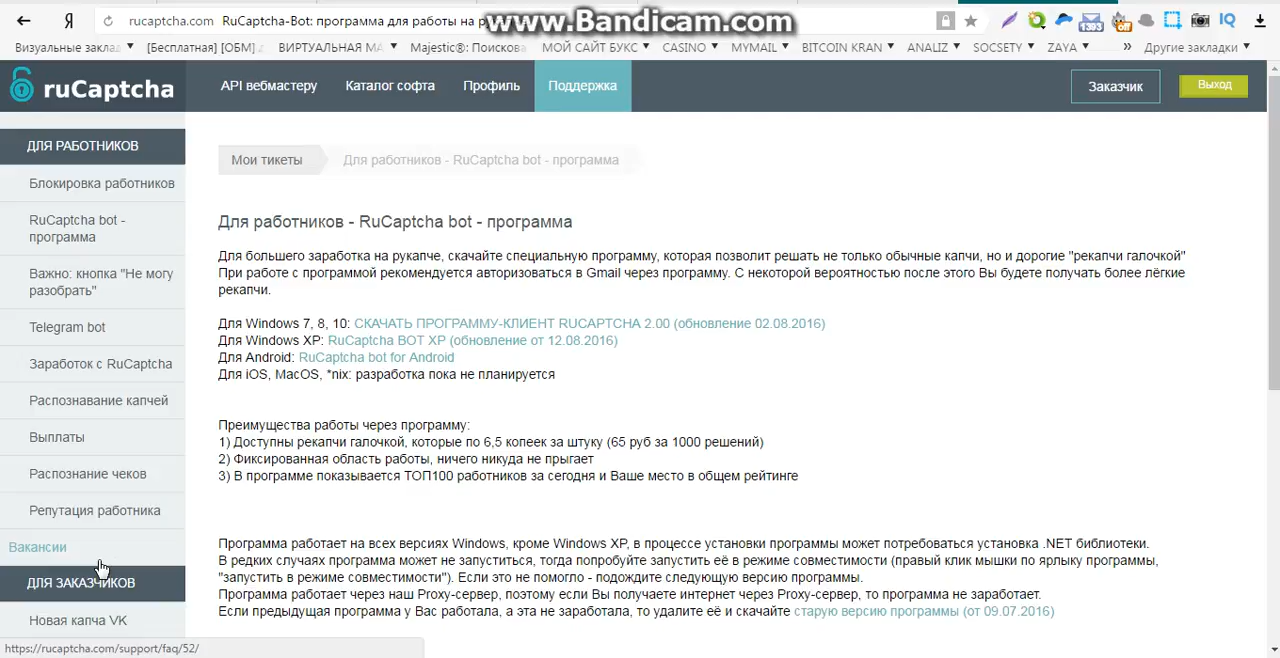 rucaptcha.com RuCaptcha-Bot: программа для работы на р
www.Bandicam.com
1393
off
IQ
Визуальные заклад
[Бесплатная] [ОБМ]
ВИРТУАЛЬНАЯ МА
Majestic®: Поискова
МОЙ САЙТ БУКС
CASINO
MYMAIL
BITCOIN KRAN
ANALIZ
SOCSETY
ZAYA
»
Другие закладки
ruCaptcha
API вебмастеру
Каталог софта
Профиль
Поддержка
Заказчик
Выход
ДЛЯ РАБОТНИКОВ
Блокировка работников
RuCaptcha bot -
программа
Важно: кнопка "Не могу
разобрать"
Telegram bot
Заработок с RuCaptcha
Распознавание капчей
Выплаты
Распознание чеков
Репутация работника
Вакансии
ДЛЯ ЗАКАЗЧИКОВ
Новая капча VK
Мои тикеты
Для работников - RuCaptcha bot - программа
Для работников - RuCaptcha bot - программа
Для большего заработка на рукапче, скачайте специальную программу, которая позволит решать не только обычные капчи, но и дорогие "рекапчи галочкой"
При работе с программой рекомендуется авторизоваться в Gmail через программу. С некоторой вероятностью после этого Вы будете получать более лёгкие
рекапчи.
Для Windows 7, 8, 10: СКАЧАТЬ ПРОГРАММУ-КЛИЕНТ RUCAPTCHA 2.00 (обновление 02.08.2016)
Для Windows XP: RuCaptcha BOT XP (обновление от 12.08.2016)
Для Android: RuCaptcha bot for Android
Для iOS, MacOS, *nix: разработка пока не планируется
Преимущества работы через программу:
1) Доступны рекапчи галочкой, которые по 6,5 копеек за штуку (65 руб за 1000 решений)
2) Фиксированная область работы, ничего никуда не прыгает
3) В программе показывается ТОП100 работников за сегодня и Ваше место в общем рейтинге
Программа работает на всех версиях Windows, кроме Windows XP, в процессе установки программы может потребоваться установка .NET библиотеки.
В редких случаях программа может не запуститься, тогда попробуйте запустить её в режиме совместимости (правый клик мышки по ярлыку программы,
"запустить в режиме совместимости"). Если это не помогло - подождите следующую версию программы.
Программа работает через наш Proxy-сервер, поэтому если Вы получаете интернет через Proxy-сервер, то программа не заработает.
Если предыдущая программа у Вас работала, а эта не заработала, то удалите её и скачайте старую версию программы (от 09.07.2016)
https://rucaptcha.com/support/faq/52/